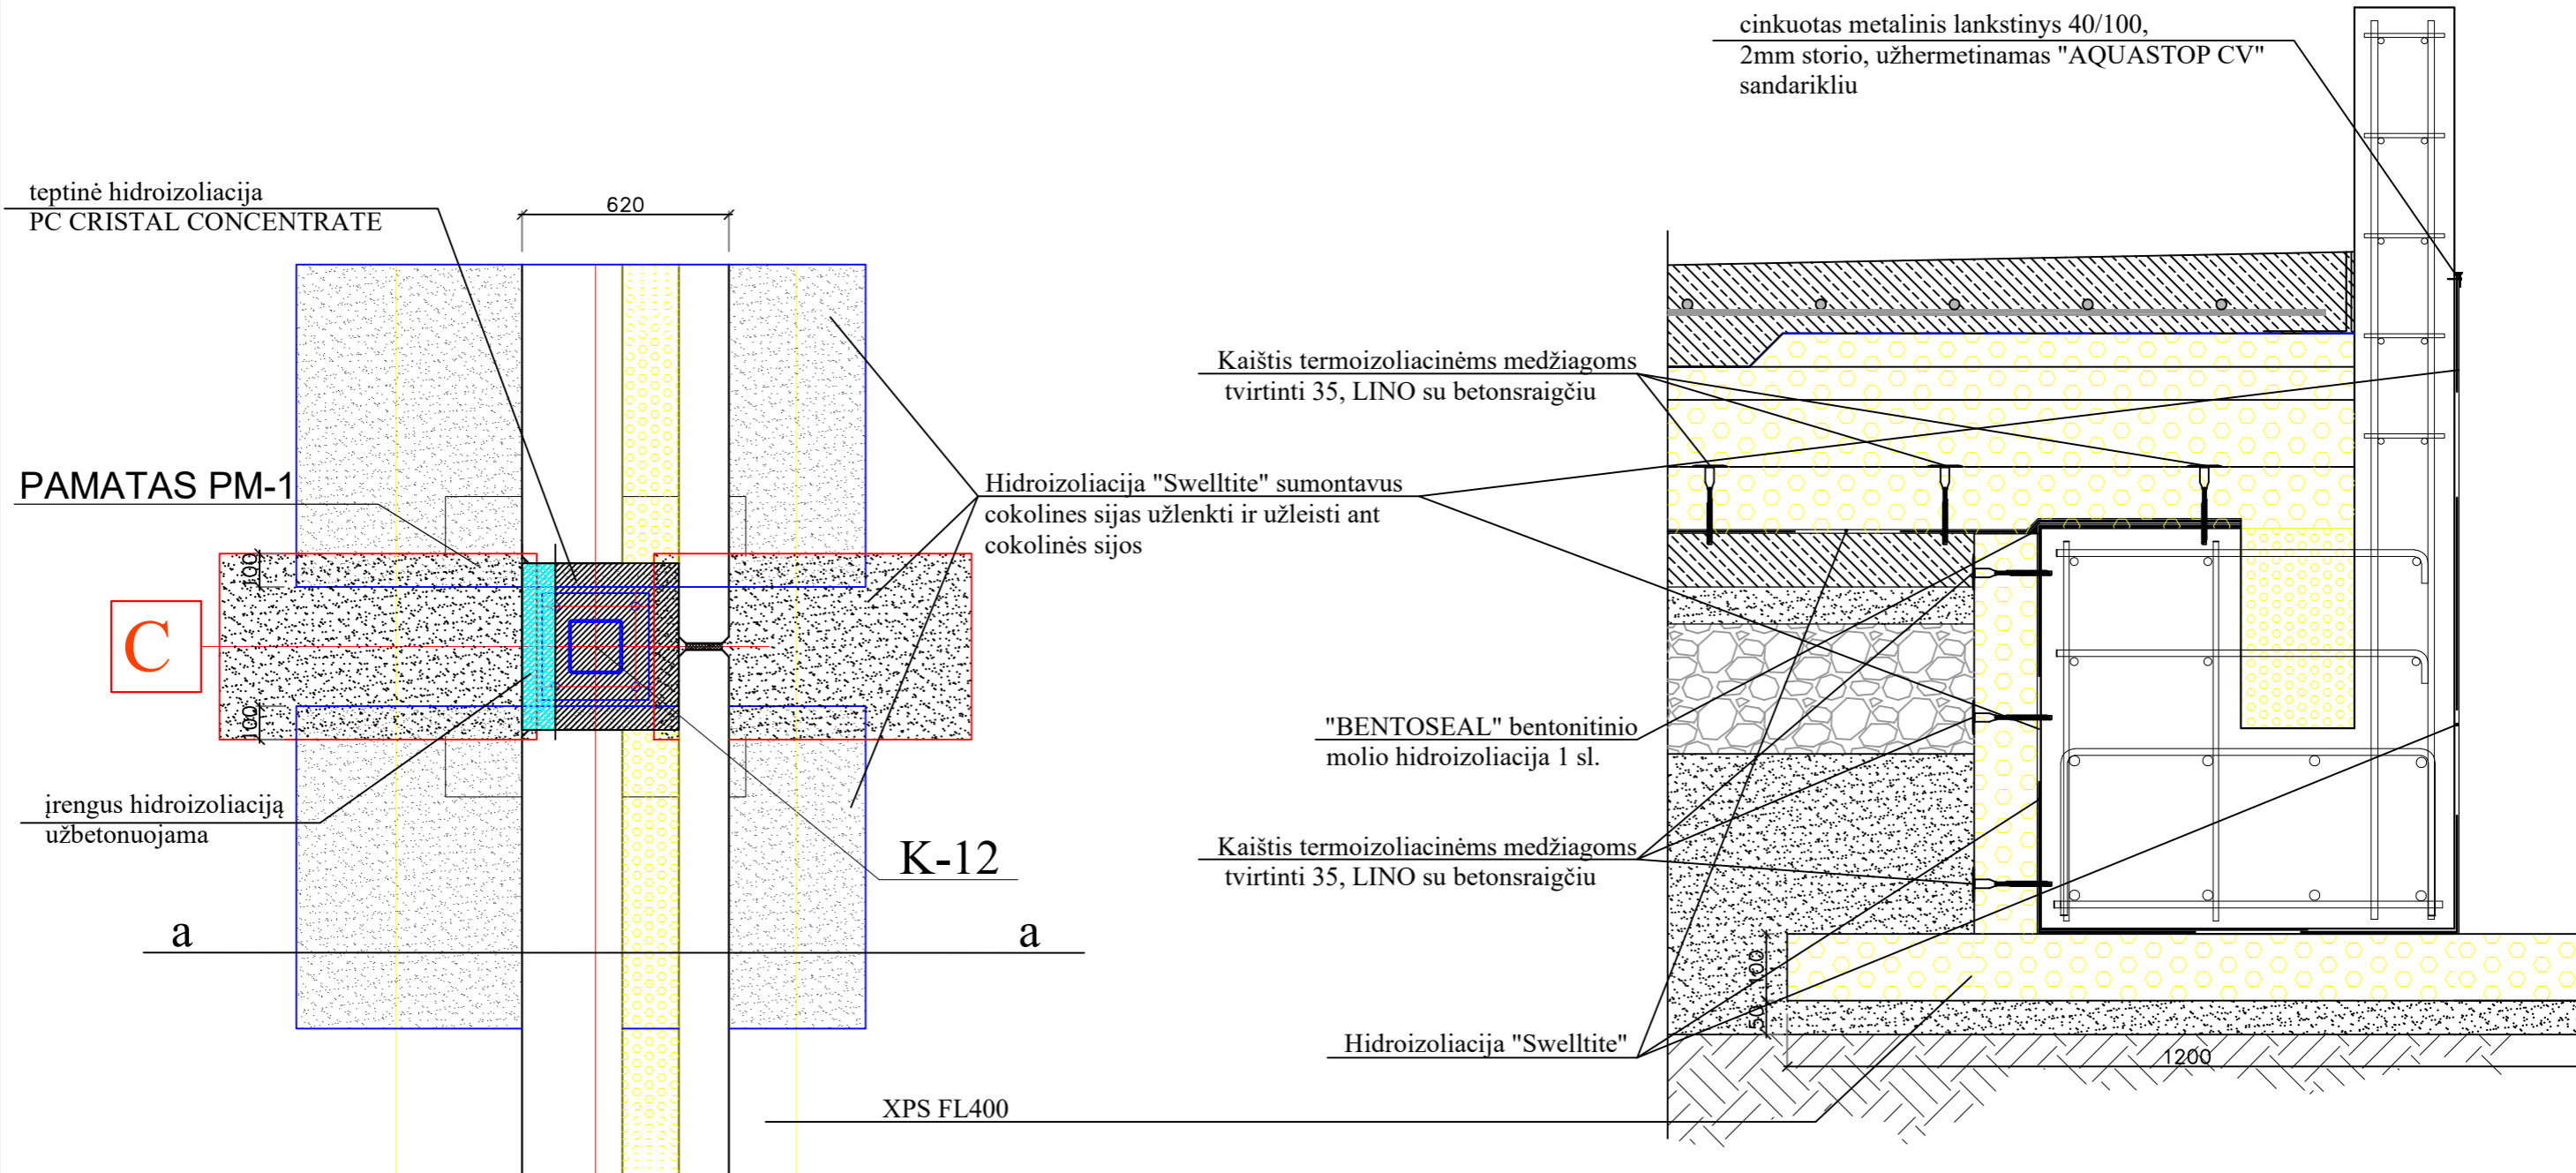 cinkuotas metalinis lankstinys 40/100,
2mm storio, užhermetinamas "AQUASTOP CV"
sandarikliu
teptinė hidroizoliacija
PC CRISTAL CONCENTRATE
620
Kaištis termoizoliacinėms medžiagoms
tvirtinti 35, LINO su betonsraigčiu
PAMATAS PM-1
Hidroizoliacija "Swelltite" sumontavus
cokolines sijas užlenkti ir užleisti ant
cokolinės sijos
100
C
100
"BENTOSEAL" bentonitinio
molio hidroizoliacija 1 sl.
įrengus hidroizoliaciją
užbetonuojama
K-12
Kaištis termoizoliacinėms medžiagoms
tvirtinti 35, LINO su betonsraigčiu
a
a
100
50
Hidroizoliacija "Swelltite"
1200
XPS FL400